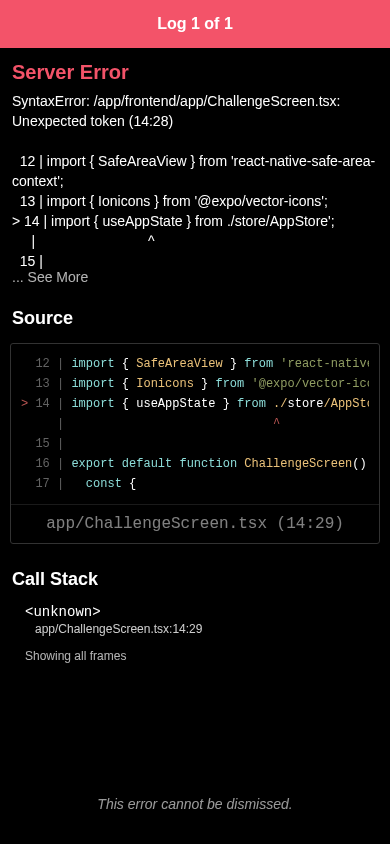 Log 1 of 1
Server Error
SyntaxError: /app/frontend/app/ChallengeScreen.tsx:
Unexpected token (14:28)
12 | import { SafeAreaView } from 'react-native-safe-area-
context';
13 | import { Ionicons } from '@expo/vector-icons';
> 14 | import { useAppState } from ./store/AppStore';
| ^
15 |
... See More
Source
12 | import { SafeAreaView } from 'react-native
13 | import { Ionicons } from '@expo/vector-ico
> 14 | import { useAppState } from ./store/AppSto
| ^
15 |
16 | export default function ChallengeScreen()
17 | const {
app/ChallengeScreen.tsx (14:29)
Call Stack
<unknown>
app/ChallengeScreen.tsx:14:29
Showing all frames
This error cannot be dismissed.